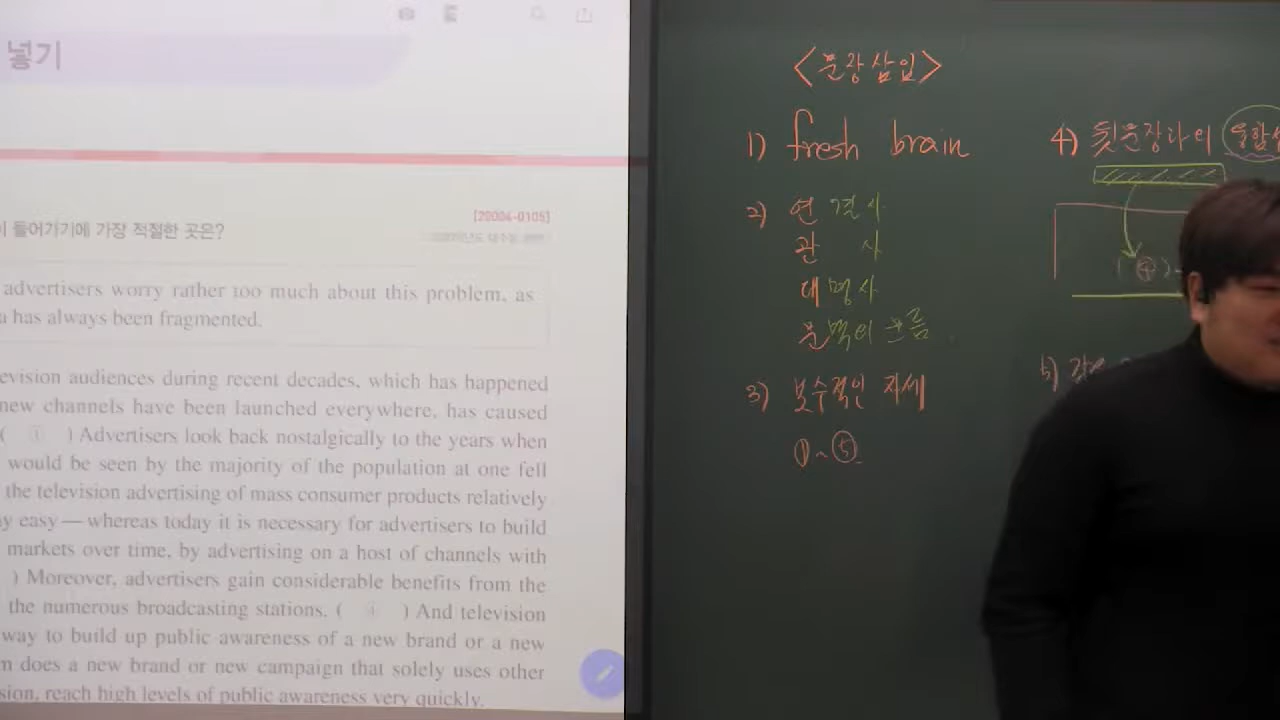 넣기
[20004-0105]
이 들어가기에 가장 적절한 곳은?
advertisers worry rather too much about this problem, as
a has always been fragmented.
evision audiences during recent decades, which has happened
new channels have been launched everywhere, has caused
( ① ) Advertisers look back nostalgically to the years when
would be seen by the majority of the population at one fell
the television advertising of mass consumer products relatively
y easy — whereas today it is necessary for advertisers to build
markets over time, by advertising on a host of channels with
) Moreover, advertisers gain considerable benefits from the
the numerous broadcasting stations. ( ④ ) And television
way to build up public awareness of a new brand or a new
m does a new brand or new campaign that solely uses other
sion, reach high levels of public awareness very quickly.
<문장삽입>
1) fresh brain
2) 연결사
관 사
대명사
문맥의 흐름
3) 보수적인 자세
①~⑤
4) 뒷문장과의
( ④ )
5)